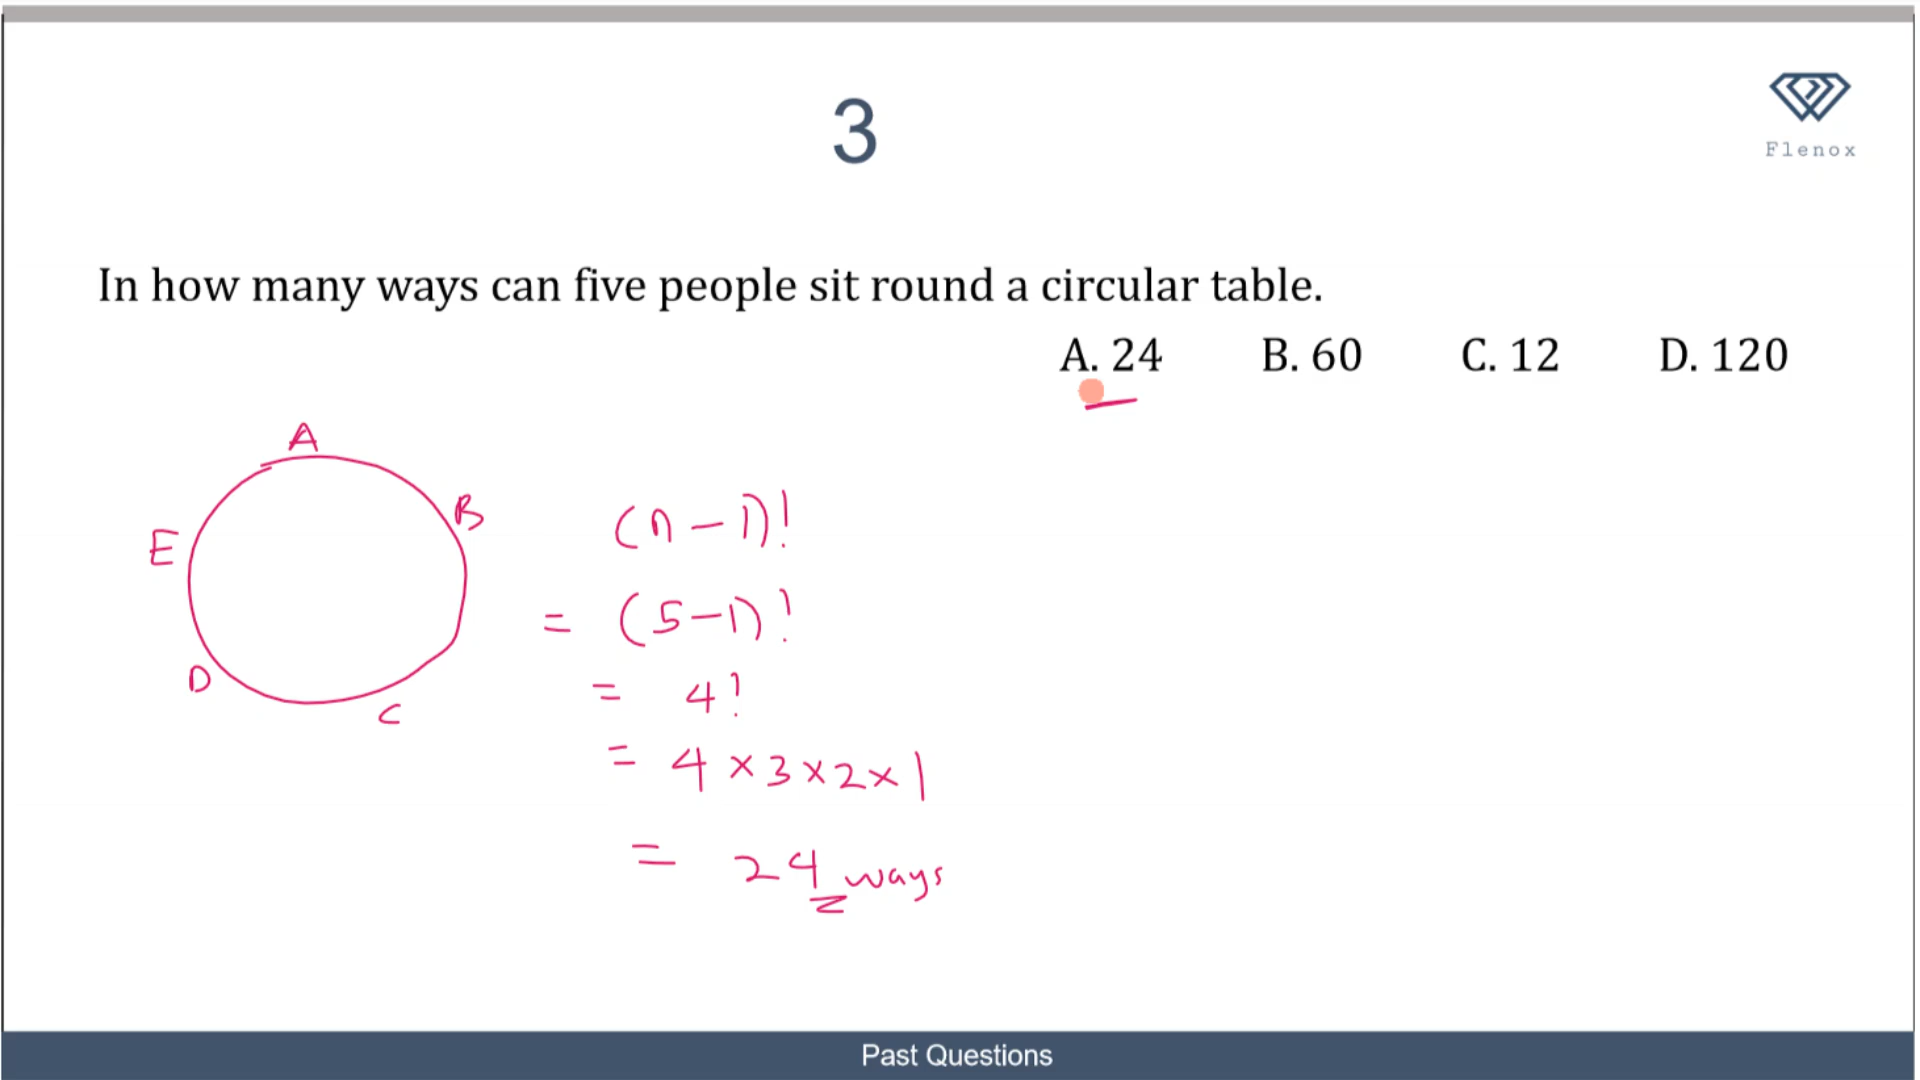 3
Flenox
In how many ways can five people sit round a circular table.
A. 24 B. 60 C. 12 D. 120
A
B
E
D
C
(n - 1)!
= (5-1)!
= 4!
= 4 × 3 × 2 × 1
= 24 ways
Past Questions